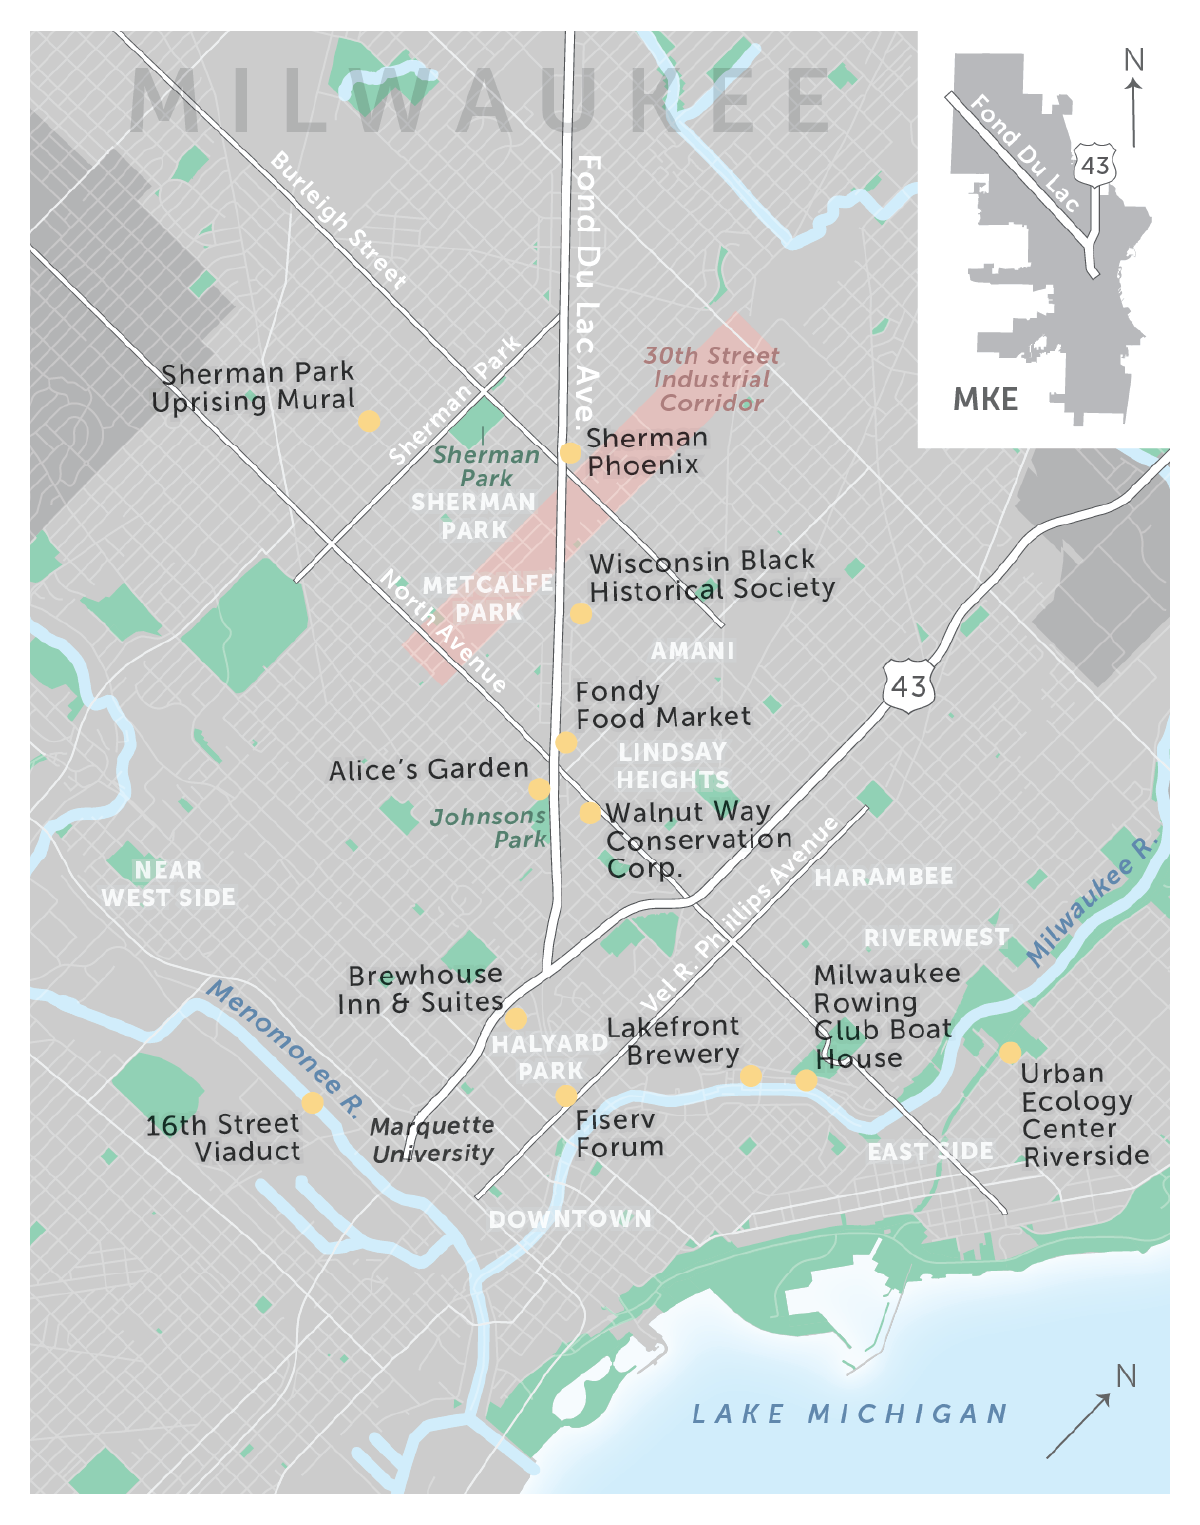 MILWAUKEE
N
Fond Du Lac
43
MKE
Burleigh Street
Fond Du Lac Ave.
Sherman Park
30th Street
Industrial
Corridor
Sherman Park
Uprising Mural
Sherman
Park
Sherman
Phoenix
SHERMAN
PARK
Wisconsin Black
Historical Society
METCALFE
PARK
North Avenue
AMANI
43
Fondy
Food Market
LINDSAY
HEIGHTS
Alice's Garden
Johnsons
Park
Walnut Way
Conservation
Corp.
Vel R. Phillips Avenue
NEAR
WEST SIDE
HARAMBEE
Milwaukee R.
RIVERWEST
Brewhouse
Inn & Suites
Milwaukee
Rowing
Club Boat
House
Menomonee R.
HALYARD
PARK
Lakefront
Brewery
Urban
Ecology
Center
Riverside
16th Street
Viaduct
Marquette
University
Fiserv
Forum
EAST SIDE
DOWNTOWN
N
LAKE MICHIGAN